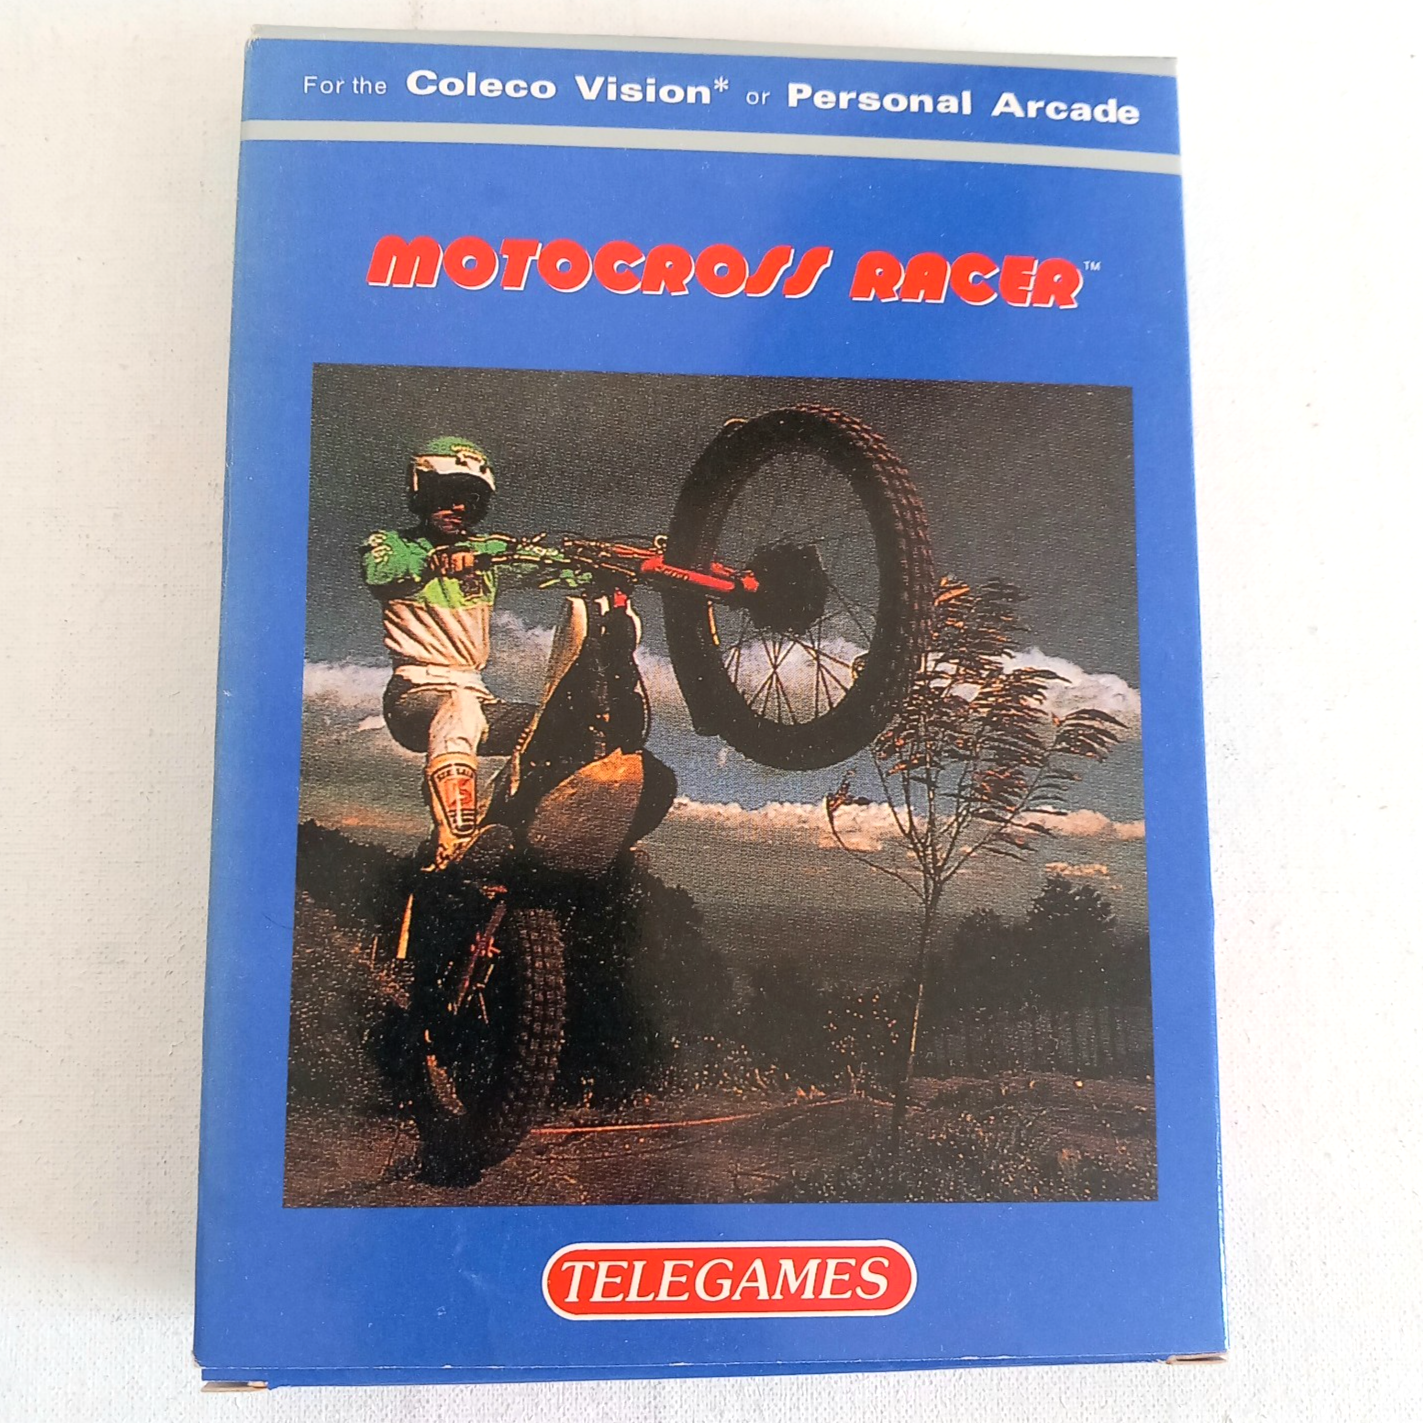 For the Coleco Vision* or Personal Arcade
MOTOCROSS RACER™
TELEGAMES